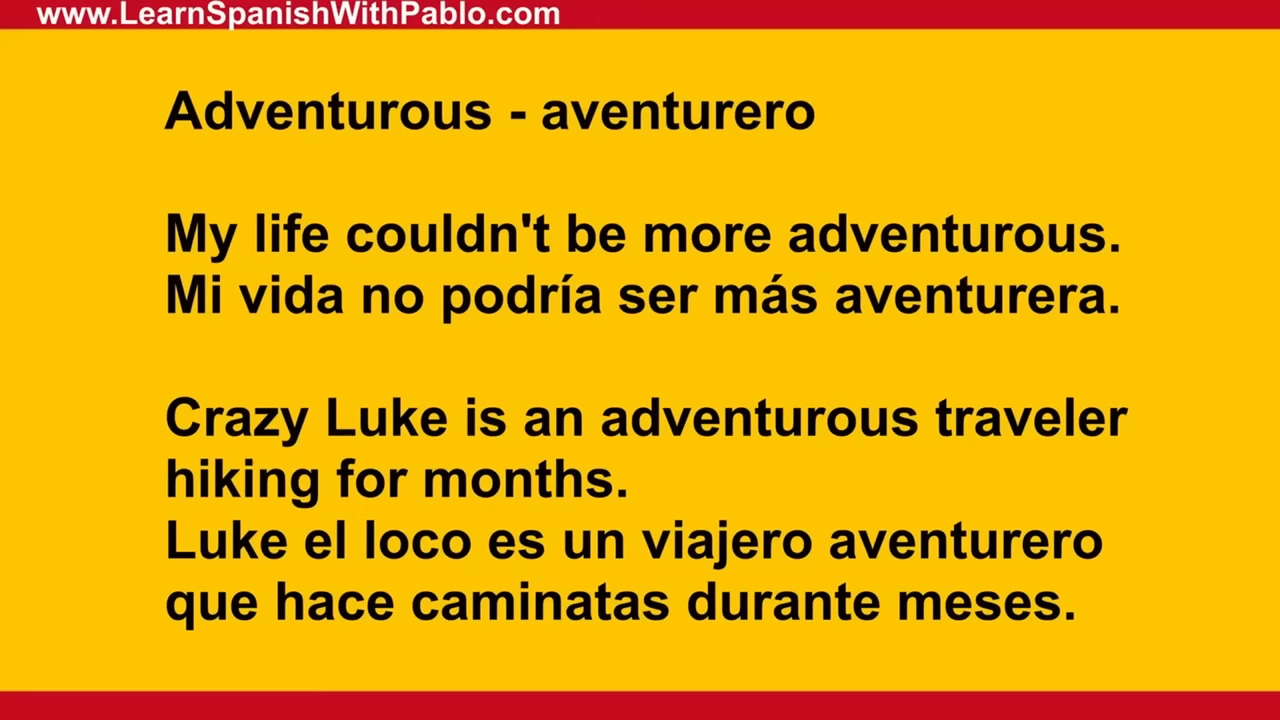 www.LearnSpanishWithPablo.com
Adventurous - aventurero
My life couldn't be more adventurous.
Mi vida no podría ser más aventurera.
Crazy Luke is an adventurous traveler
hiking for months.
Luke el loco es un viajero aventurero
que hace caminatas durante meses.